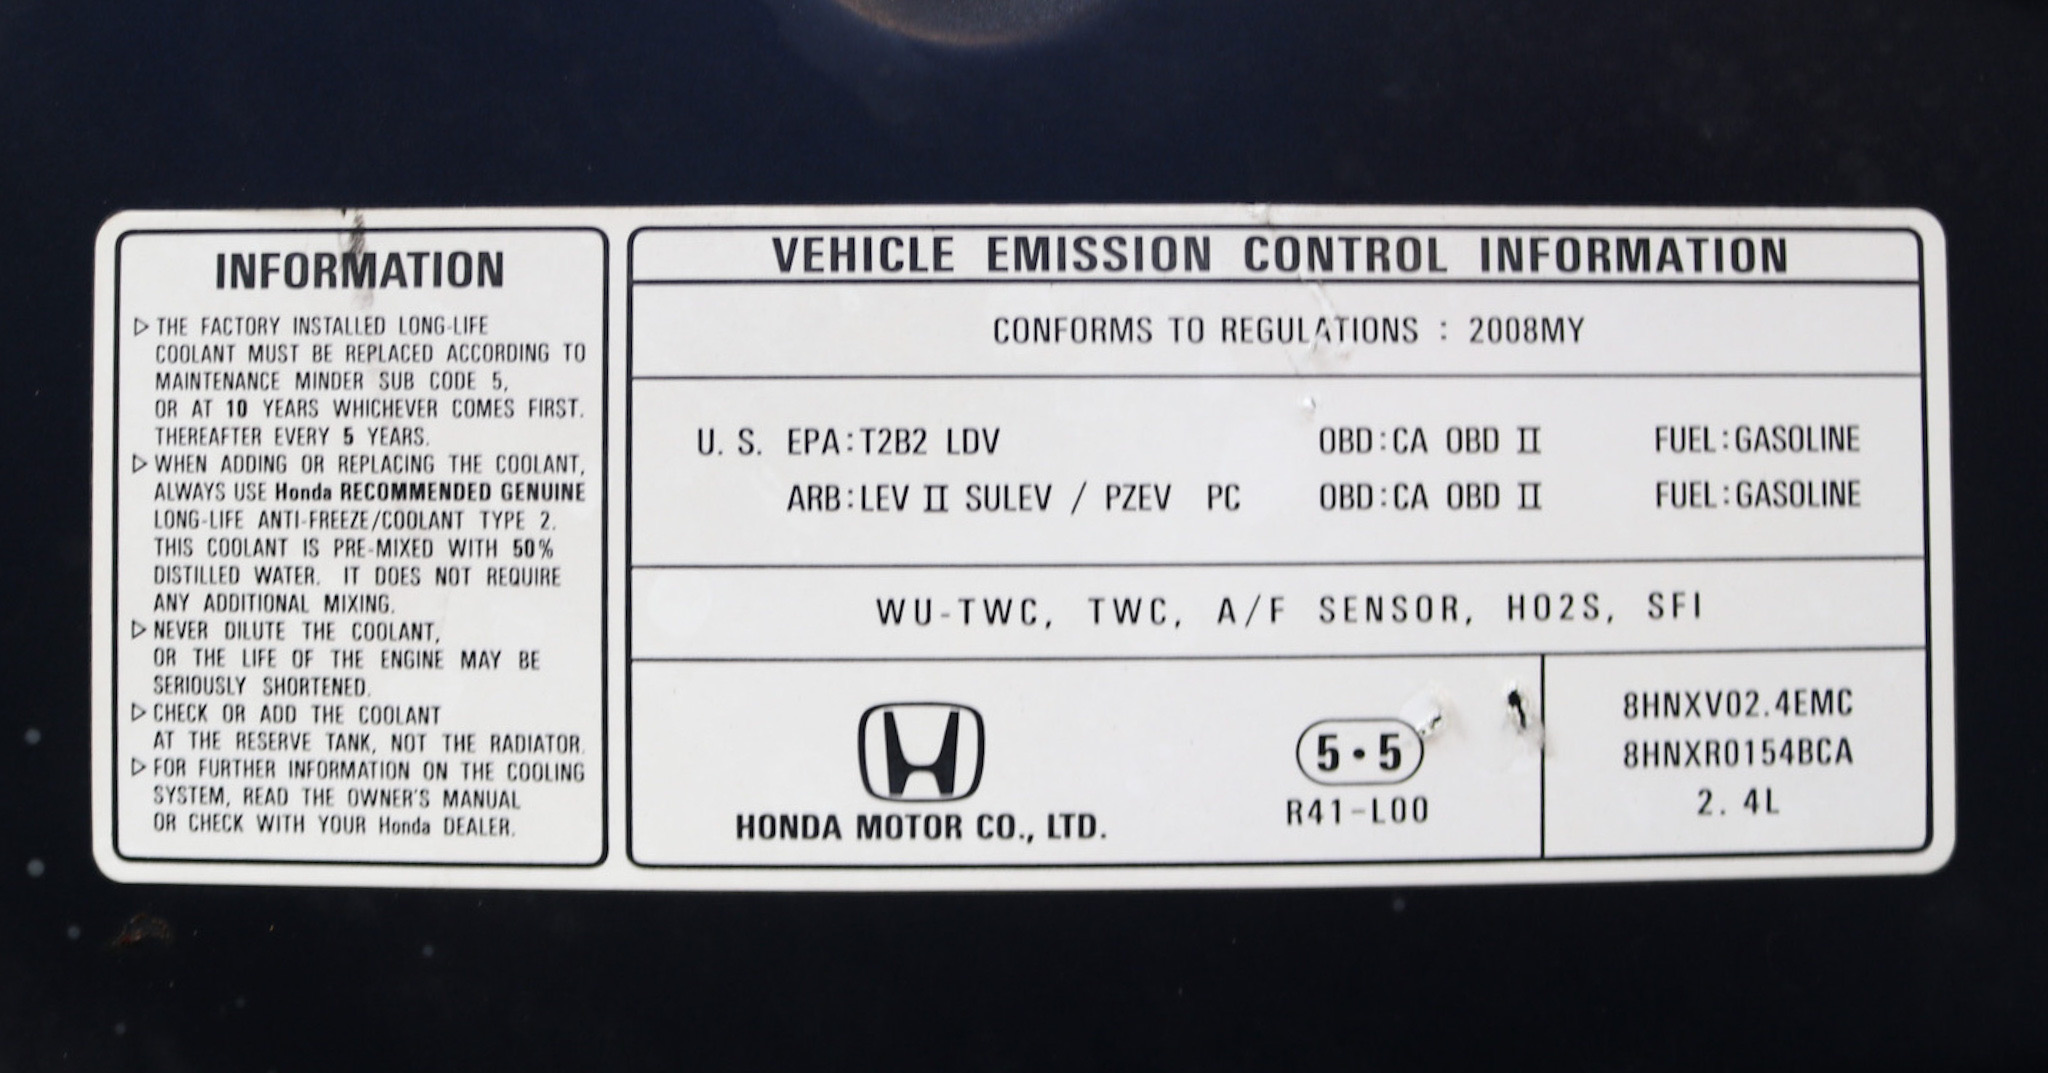 INFORMATION
▷ THE FACTORY INSTALLED LONG-LIFE
COOLANT MUST BE REPLACED ACCORDING TO
MAINTENANCE MINDER SUB CODE 5,
OR AT 10 YEARS WHICHEVER COMES FIRST.
THEREAFTER EVERY 5 YEARS.
▷ WHEN ADDING OR REPLACING THE COOLANT,
ALWAYS USE Honda RECOMMENDED GENUINE
LONG-LIFE ANTI-FREEZE/COOLANT TYPE 2.
THIS COOLANT IS PRE-MIXED WITH 50%
DISTILLED WATER. IT DOES NOT REQUIRE
ANY ADDITIONAL MIXING.
▷ NEVER DILUTE THE COOLANT,
OR THE LIFE OF THE ENGINE MAY BE
SERIOUSLY SHORTENED.
▷ CHECK OR ADD THE COOLANT
AT THE RESERVE TANK, NOT THE RADIATOR.
▷ FOR FURTHER INFORMATION ON THE COOLING
SYSTEM, READ THE OWNER'S MANUAL
OR CHECK WITH YOUR Honda DEALER.
VEHICLE EMISSION CONTROL INFORMATION
CONFORMS TO REGULATIONS : 2008MY
U. S. EPA:T2B2 LDV OBD:CA OBD II FUEL:GASOLINE
ARB:LEV II SULEV / PZEV PC OBD:CA OBD II FUEL:GASOLINE
WU-TWC, TWC, A/F SENSOR, HO2S, SFI
HONDA MOTOR CO., LTD.
5·5
R41-L00
8HNXV02.4EMC
8HNXR0154BCA
2. 4L